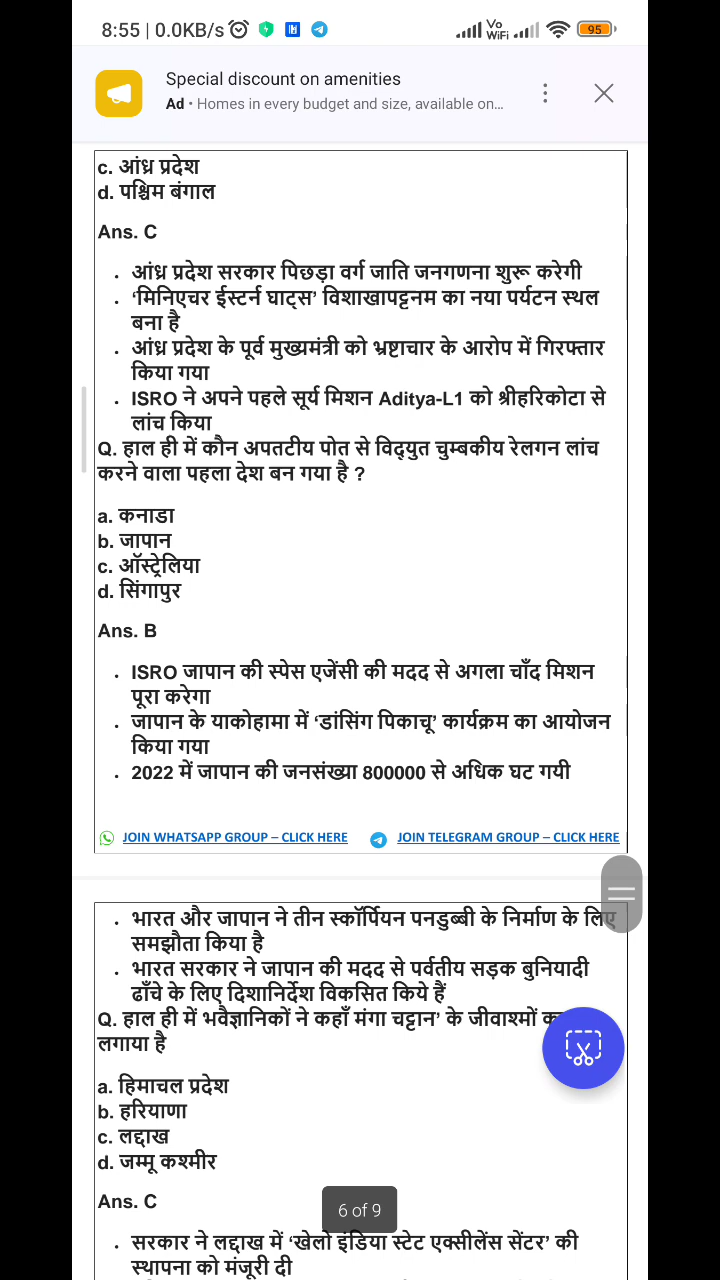 8:55 | 0.0KB/s
Vo
WiFi
95
Special discount on amenities
Ad • Homes in every budget and size, available on...
c. आंध्र प्रदेश
d. पश्चिम बंगाल
Ans. C
• आंध्र प्रदेश सरकार पिछड़ा वर्ग जाति जनगणना शुरू करेगी
• ‘मिनिएचर ईस्टर्न घाट्स’ विशाखापट्टनम का नया पर्यटन स्थल
बना है
• आंध्र प्रदेश के पूर्व मुख्यमंत्री को भ्रष्टाचार के आरोप में गिरफ्तार
किया गया
• ISRO ने अपने पहले सूर्य मिशन Aditya-L1 को श्रीहरिकोटा से
लांच किया
Q. हाल ही में कौन अपतटीय पोत से विद्युत चुम्बकीय रेलगन लांच
करने वाला पहला देश बन गया है ?
a. कनाडा
b. जापान
c. ऑस्ट्रेलिया
d. सिंगापुर
Ans. B
• ISRO जापान की स्पेस एजेंसी की मदद से अगला चाँद मिशन
पूरा करेगा
• जापान के याकोहामा में ‘डांसिंग पिकाचू’ कार्यक्रम का आयोजन
किया गया
• 2022 में जापान की जनसंख्या 800000 से अधिक घट गयी
JOIN WHATSAPP GROUP – CLICK HERE JOIN TELEGRAM GROUP – CLICK HERE
• भारत और जापान ने तीन स्कॉर्पियन पनडुब्बी के निर्माण के लिए
समझौता किया है
• भारत सरकार ने जापान की मदद से पर्वतीय सड़क बुनियादी
ढाँचे के लिए दिशानिर्देश विकसित किये हैं
Q. हाल ही में भवैज्ञानिकों ने कहाँ मंगा चट्टान’ के जीवाश्मों
लगाया है
a. हिमाचल प्रदेश
b. हरियाणा
c. लद्दाख
d. जम्मू कश्मीर
Ans. C
6 of 9
• सरकार ने लद्दाख में ‘खेलो इंडिया स्टेट एक्सीलेंस सेंटर’ की
स्थापना को मंजूरी दी